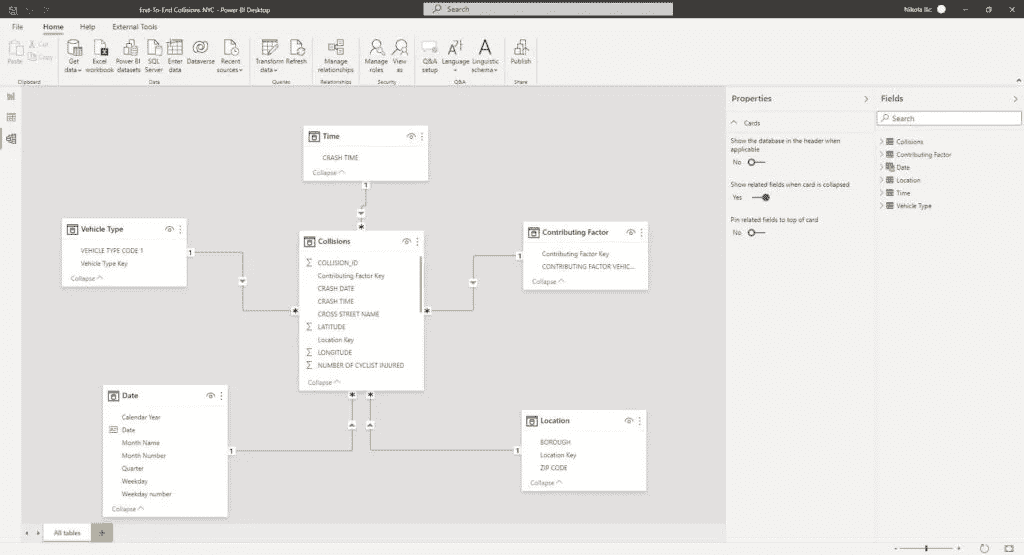 End-To-End Collisions NYC - Power BI Desktop
Search
Nikola Ilic
File Home Help External Tools
Paste
Cut
Copy
Get data
Excel workbook
Power BI datasets
SQL Server
Enter data
Dataverse
Recent sources
Transform data
Refresh
Manage relationships
Manage roles
View as
Q&A setup
Language
Linguistic schema
Publish
Clipboard
Data
Queries
Relationships
Security
Q&A
Share
Time
CRASH TIME
Collapse
1
*
Vehicle Type
VEHICLE TYPE CODE 1
Vehicle Type Key
Collapse
1
*
Collisions
COLLISION_ID
Contributing Factor Key
CRASH DATE
CRASH TIME
CROSS STREET NAME
LATITUDE
Location Key
LONGITUDE
NUMBER OF CYCLIST INJURED
Collapse
Contributing Factor
Contributing Factor Key
CONTRIBUTING FACTOR VEHIC...
Collapse
1
*
Date
Calendar Year
Date
Month Name
Month Number
Quarter
Weekday
Weekday number
Collapse
1
*
*
Location
BOROUGH
Location Key
ZIP CODE
Collapse
1
Properties
Cards
Show the database in the header when
applicable
No
Show related fields when card is collapsed
Yes
Pin related fields to top of card
No
Fields
Search
Collisions
Contributing Factor
Date
Location
Time
Vehicle Type
All tables
+
- +